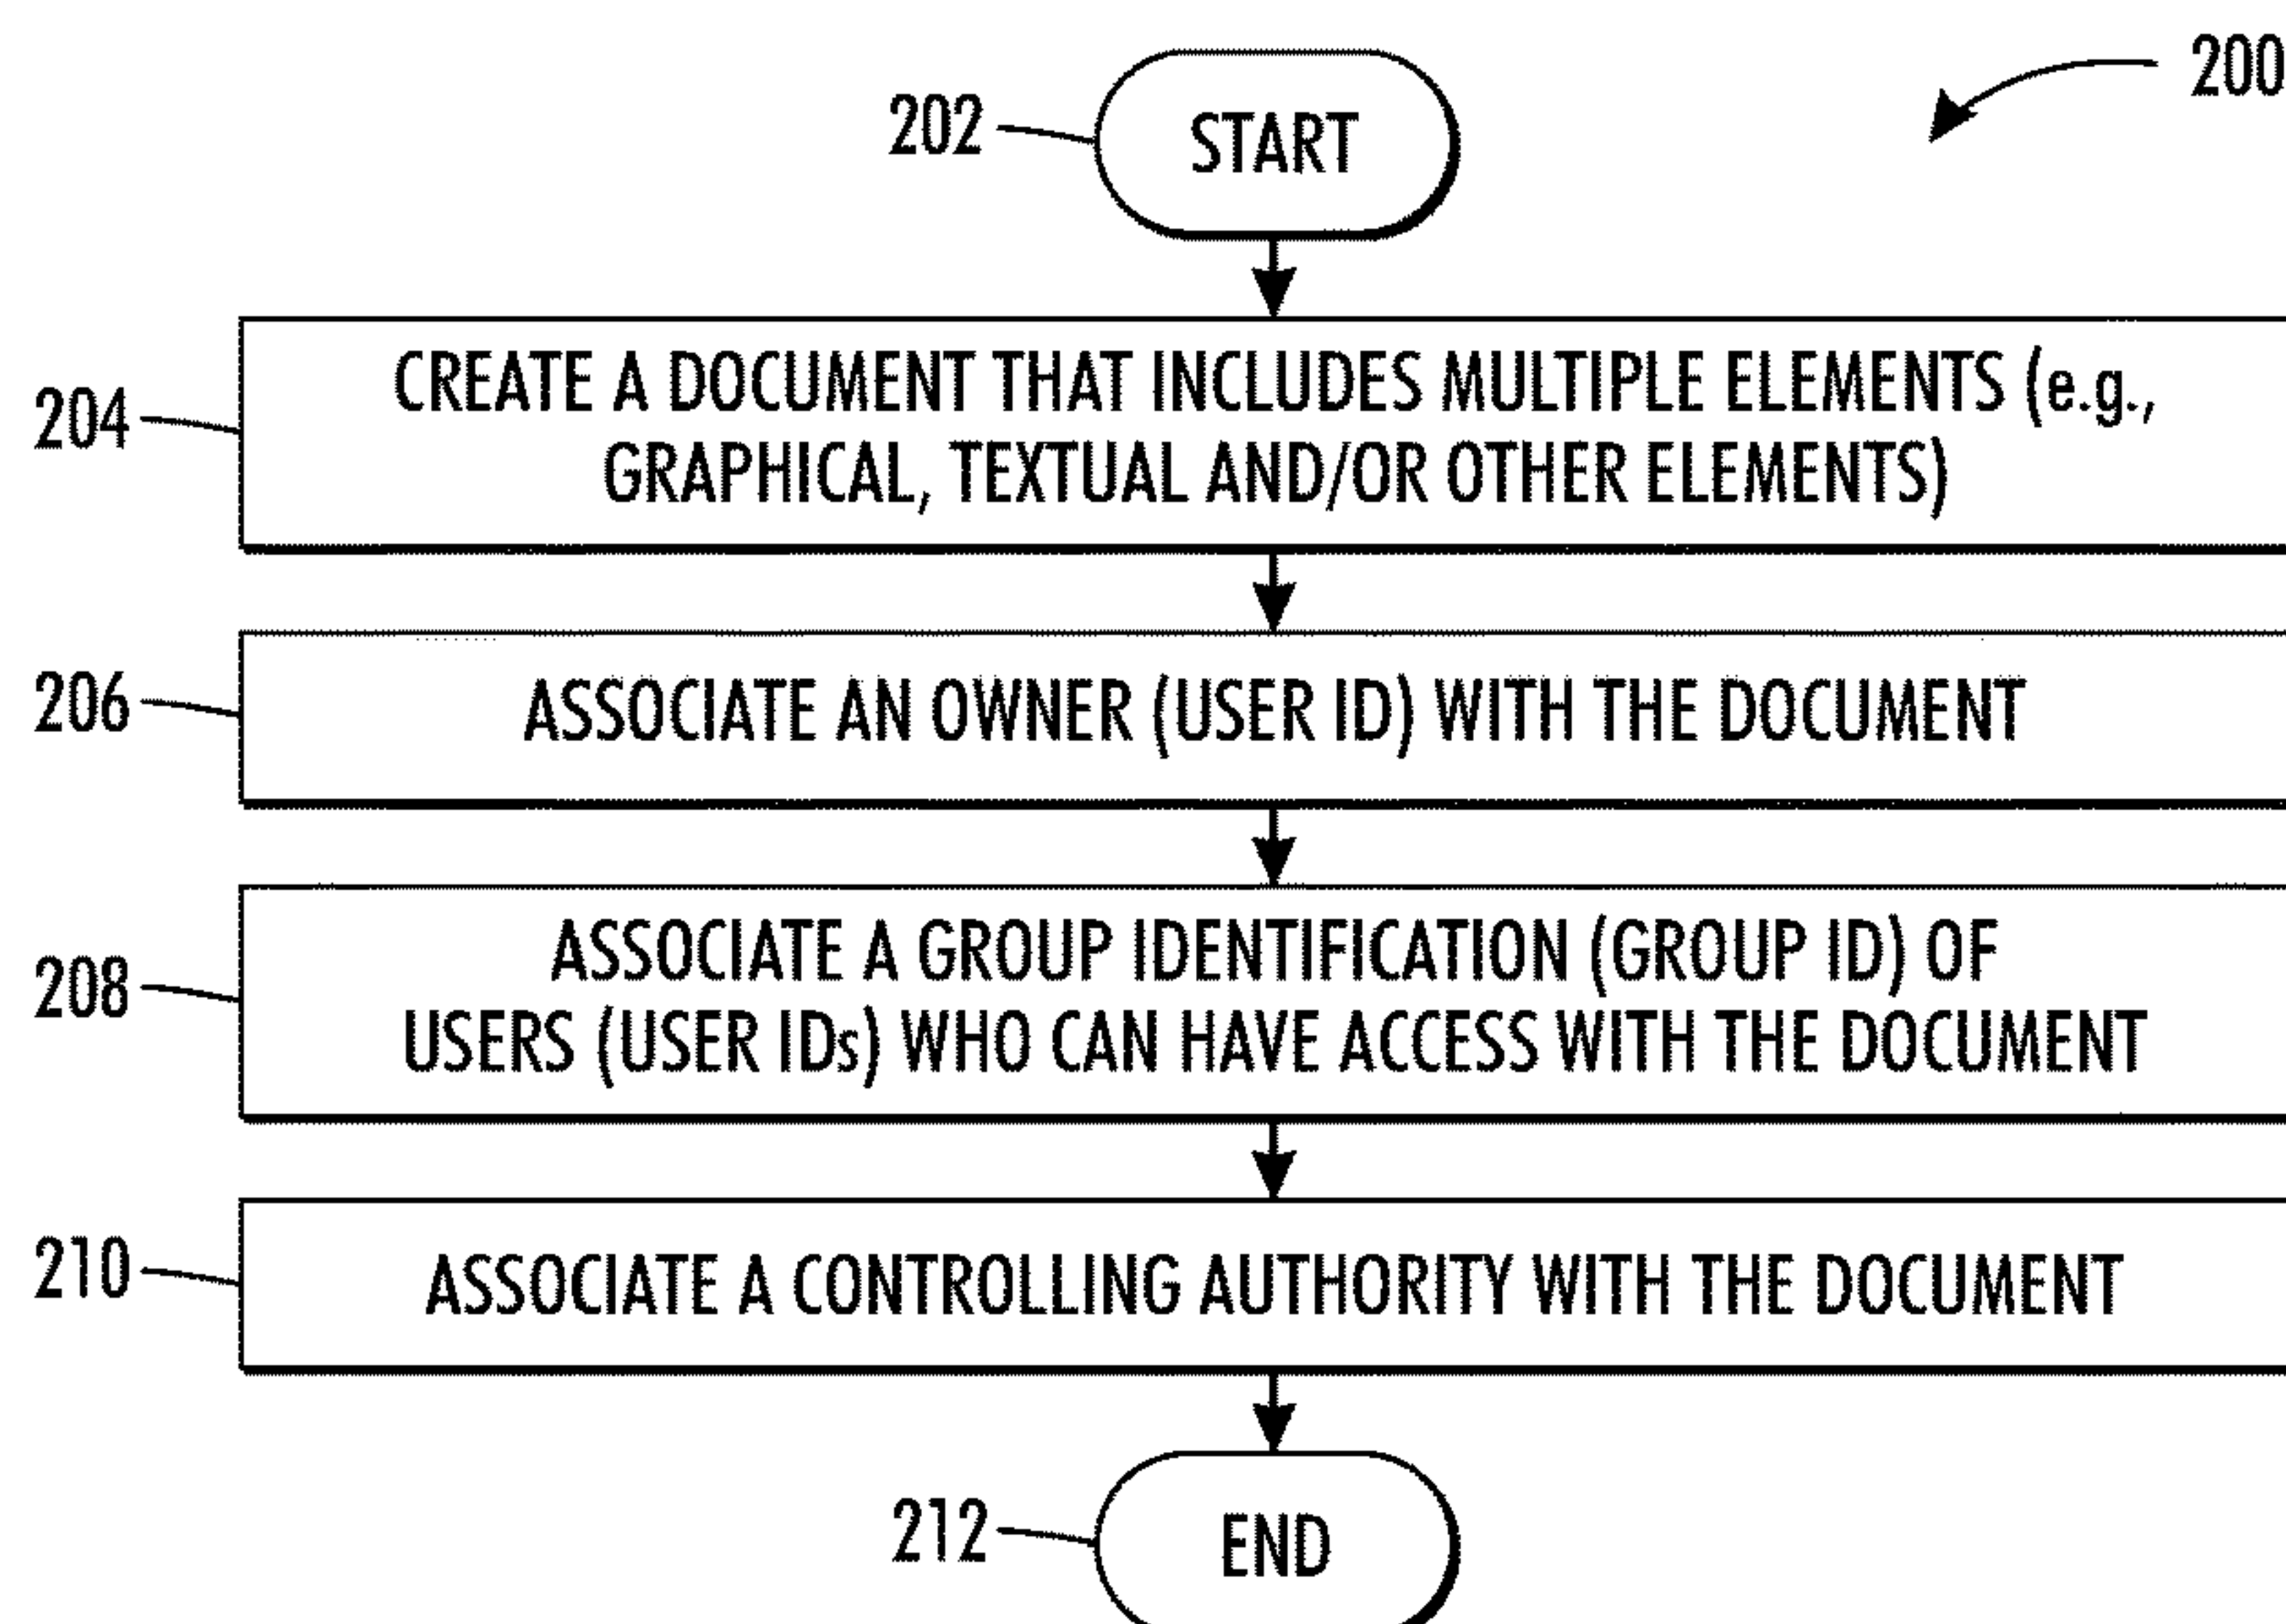 200
202
START
204
CREATE A DOCUMENT THAT INCLUDES MULTIPLE ELEMENTS (e.g.,
GRAPHICAL, TEXTUAL AND/OR OTHER ELEMENTS)
206
ASSOCIATE AN OWNER (USER ID) WITH THE DOCUMENT
208
ASSOCIATE A GROUP IDENTIFICATION (GROUP ID) OF
USERS (USER IDs) WHO CAN HAVE ACCESS WITH THE DOCUMENT
210
ASSOCIATE A CONTROLLING AUTHORITY WITH THE DOCUMENT
212
END